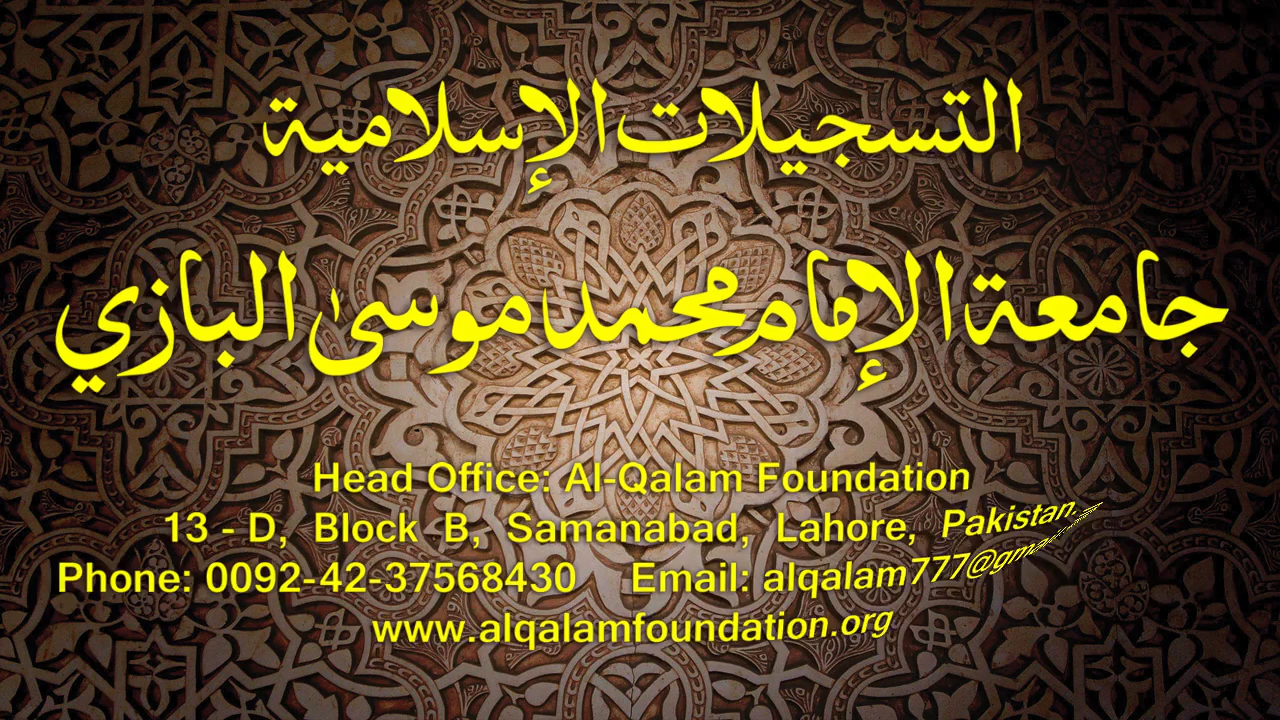 التسجيلات الإسلامية
جامعة الإمام محمد موسىٰ البازي
Head Office: Al-Qalam Foundation
13 - D, Block B, Samanabad, Lahore, Pakistan.
Phone: 0092-42-37568430 Email: alqalam777@gma
www.alqalamfoundation.org